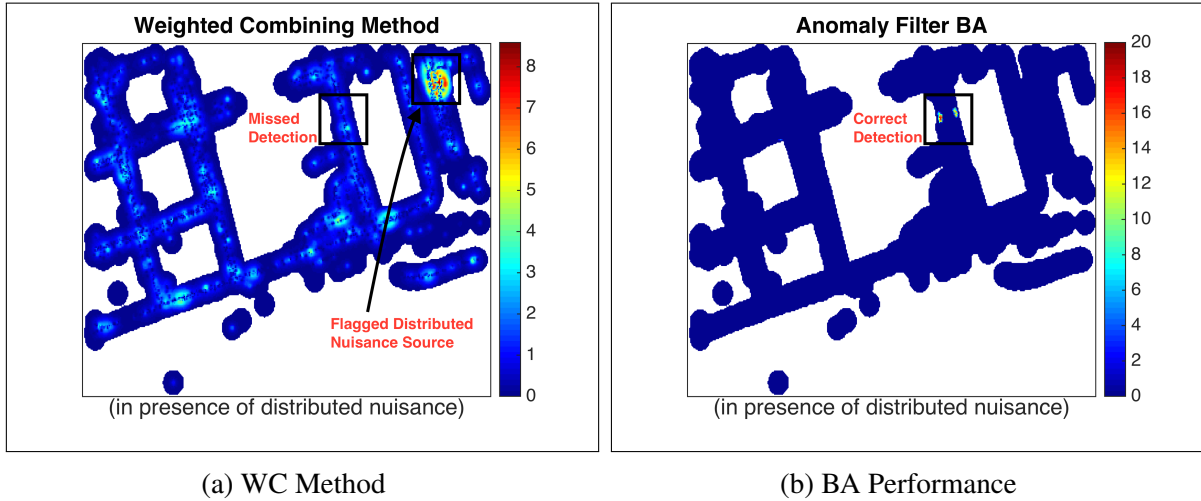 Weighted Combining Method
Missed
Detection
Flagged Distributed
Nuisance Source
8
7
6
5
4
3
2
1
0
(in presence of distributed nuisance)
(a) WC Method
Anomaly Filter BA
Correct
Detection
20
18
16
14
12
10
8
6
4
2
0
(in presence of distributed nuisance)
(b) BA Performance